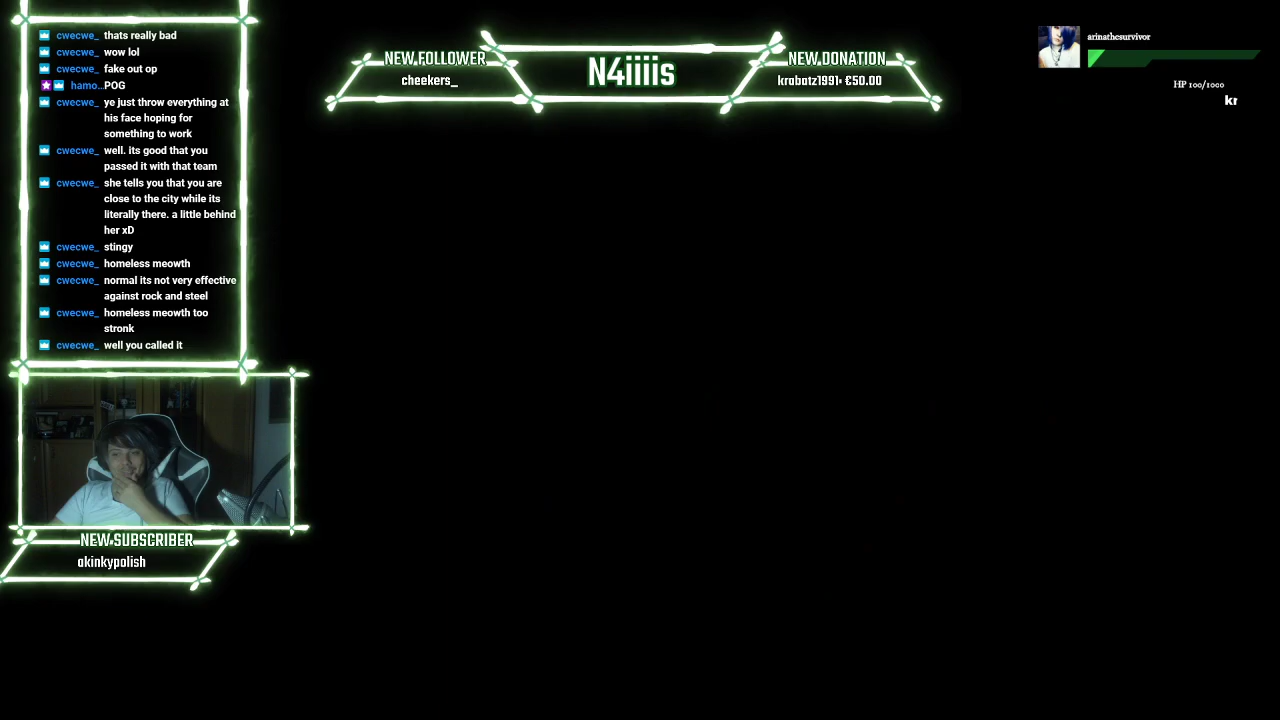 cwecwe_ thats really bad
cwecwe_ wow lol
cwecwe_ fake out op
hamo... POG
cwecwe_ ye just throw everything at
his face hoping for
something to work
cwecwe_ well. its good that you
passed it with that team
cwecwe_ she tells you that you are
close to the city while its
literally there. a little behind
her xD
cwecwe_ stingy
cwecwe_ homeless meowth
cwecwe_ normal its not very effective
against rock and steel
cwecwe_ homeless meowth too
stronk
cwecwe_ well you called it
NEW SUBSCRIBER
akinkypolish
NEW FOLLOWER
cheekers_
N4iiiis
NEW DONATION
krabatz1991• €50.00
arinathesurvivor
HP 100/1000
kr